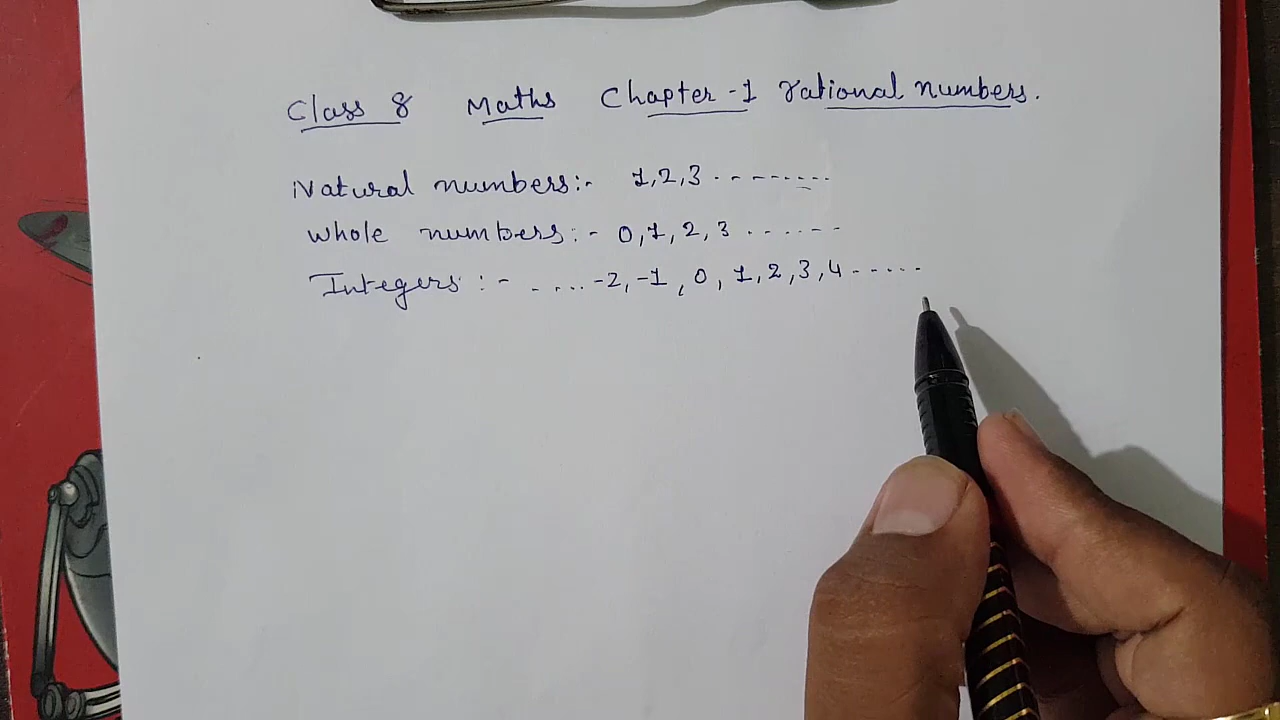 Class 8 Maths Chapter-1 rational numbers.
Natural numbers:- 1,2,3 .........
Whole numbers:- 0,1,2,3 ......
Integers :- .....-2,-1,0,1,2,3,4.....